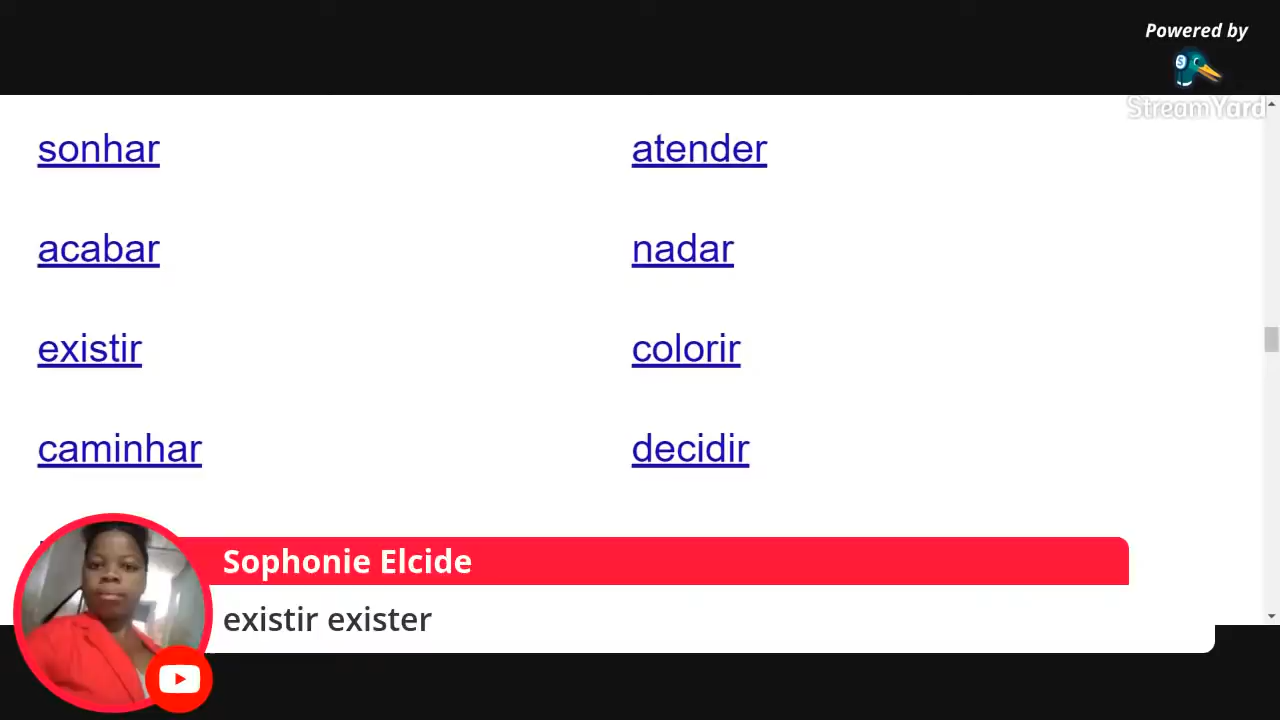 Powered by
StreamYard
sonhar
atender
acabar
nadar
existir
colorir
caminhar
decidir
Sophonie Elcide
existir exister